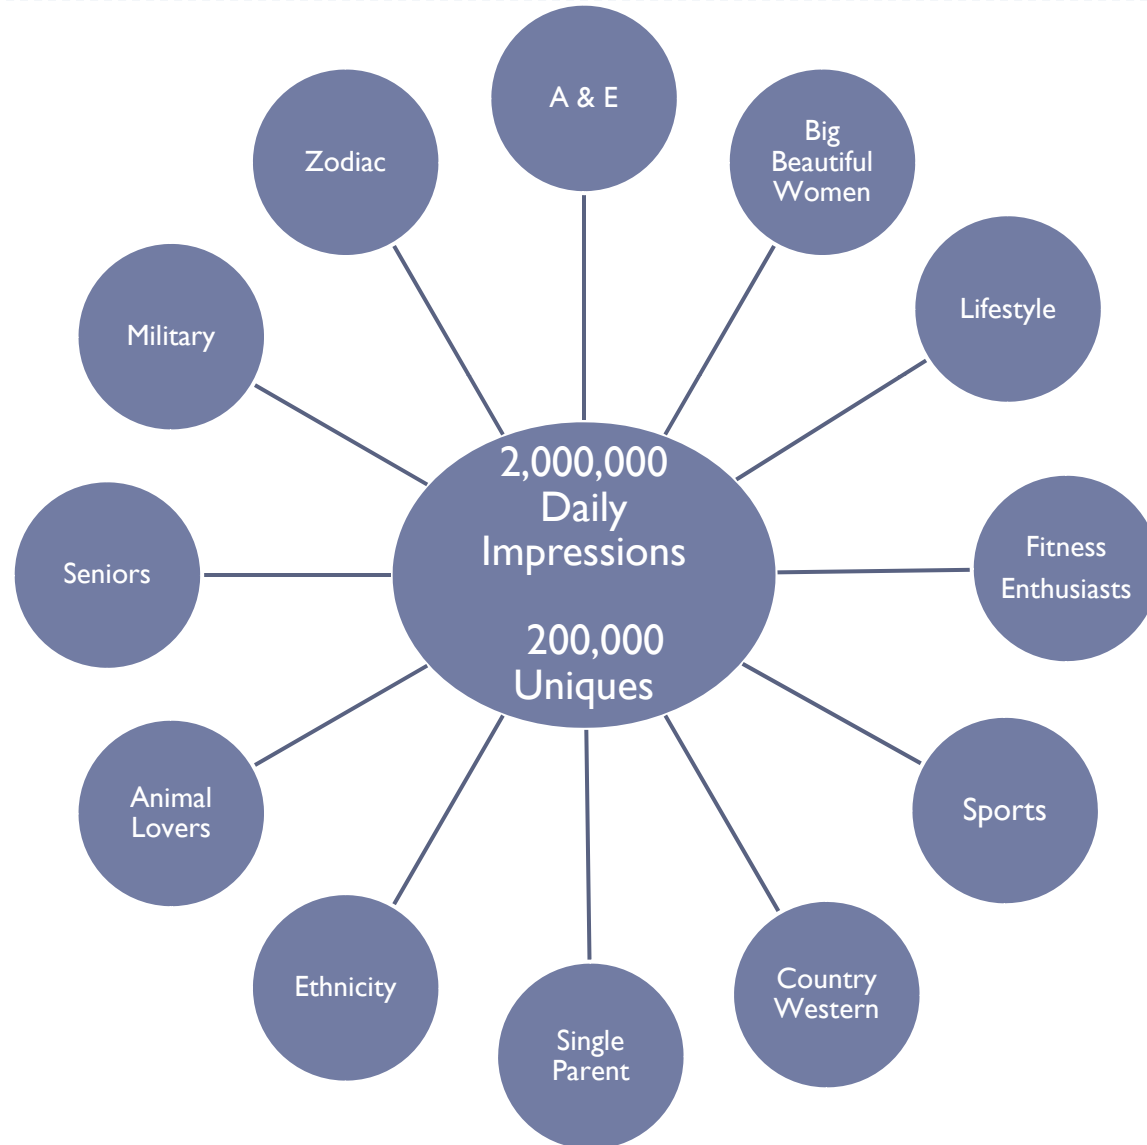 A & E
Big
Beautiful
Women
Lifestyle
Fitness
Enthusiasts
Sports
Country
Western
Single
Parent
Ethnicity
Animal
Lovers
Seniors
Military
Zodiac
2,000,000
Daily
Impressions
200,000
Uniques